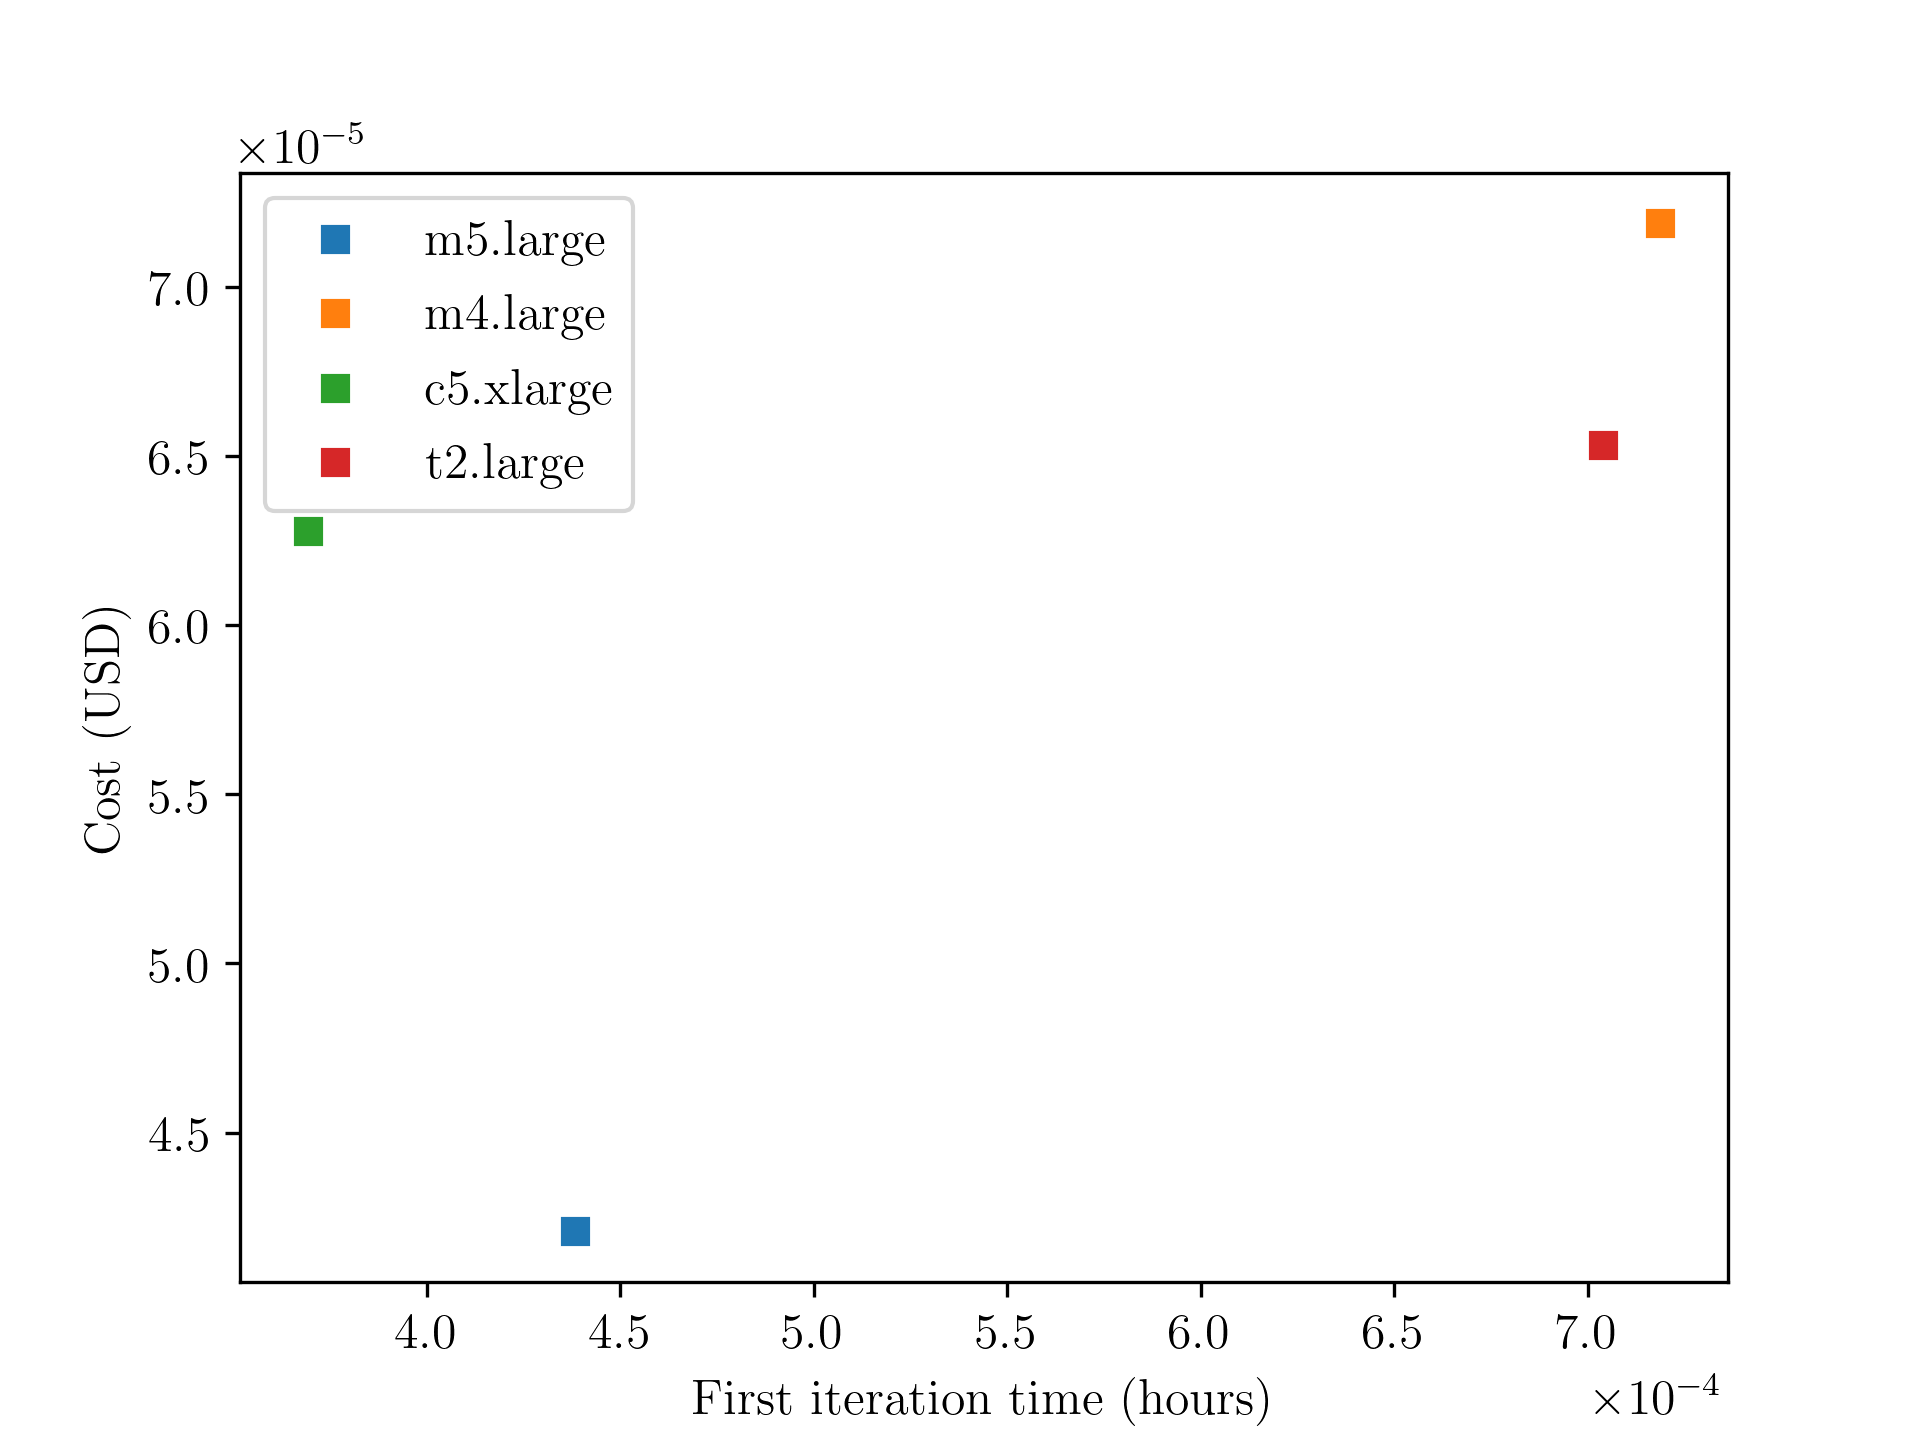 ×10⁻⁵
m5.large
m4.large
c5.xlarge
t2.large
7.0
6.5
6.0
5.5
5.0
4.5
Cost (USD)
4.0 4.5 5.0 5.5 6.0 6.5 7.0
First iteration time (hours)
×10⁻⁴